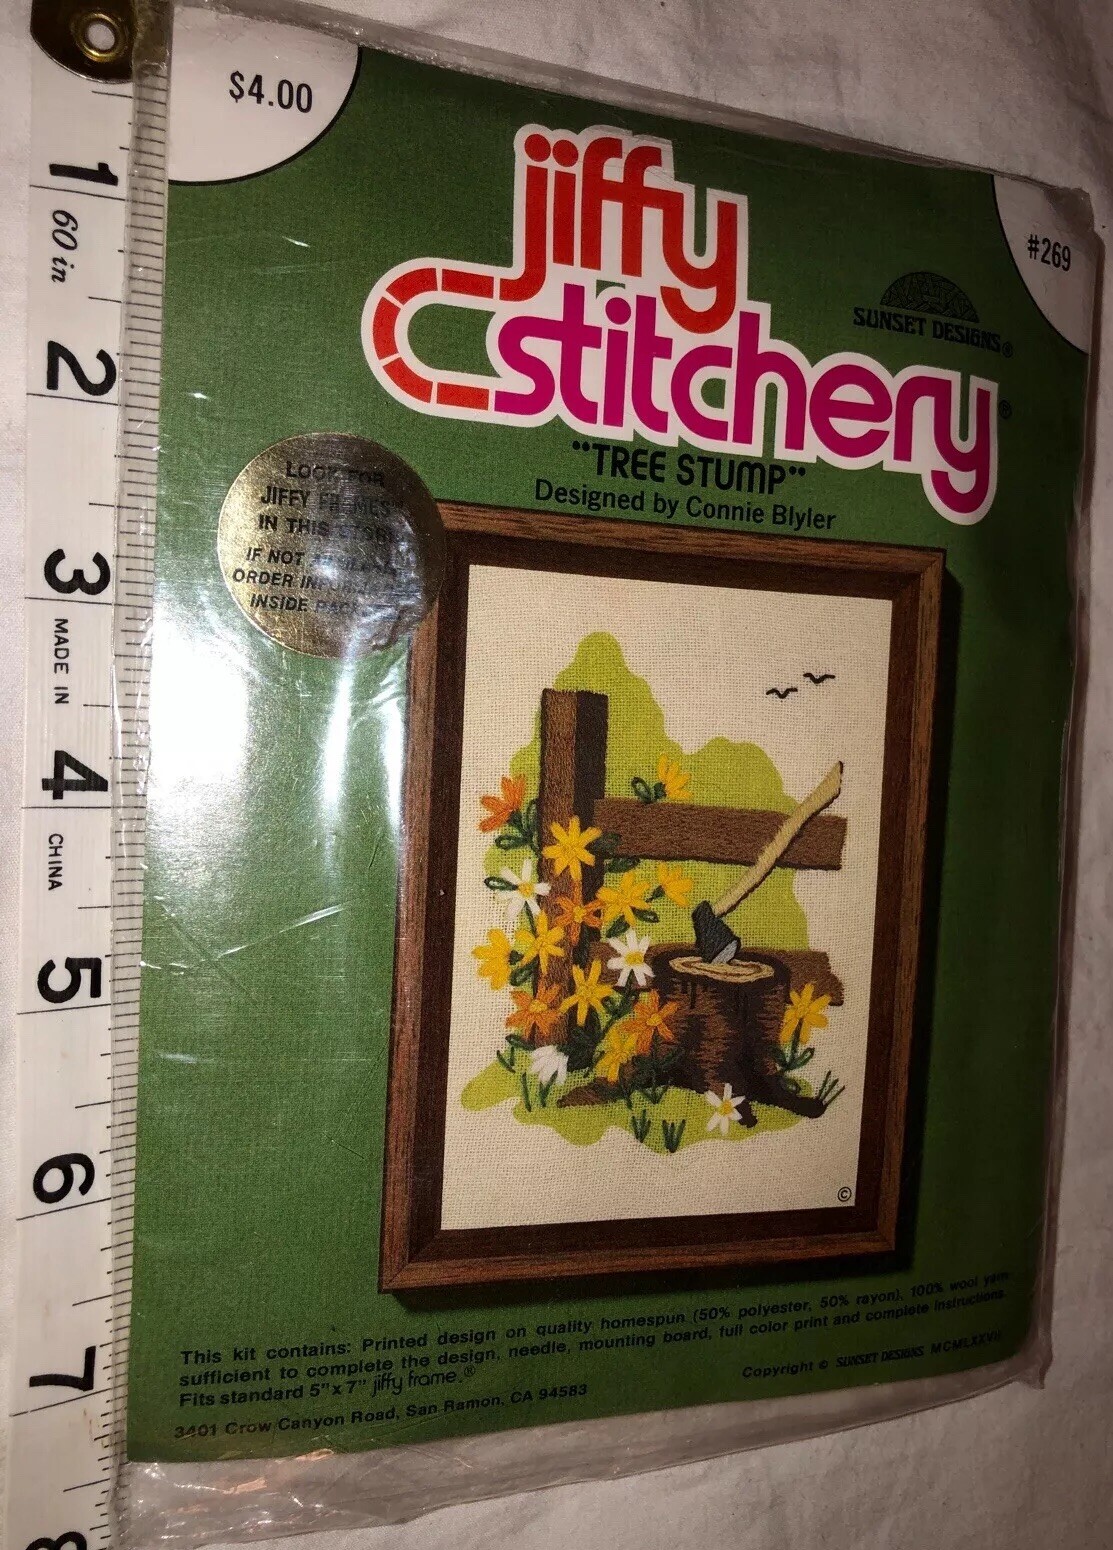 $4.00
#269
jiffy
stitchery®
SUNSET DESIGNS®
"TREE STUMP"
Designed by Connie Blyler
LOOK FOR
JIFFY FRAMES
IN THIS
IF NOT
ORDER
INSIDE
©
This kit contains: Printed design on quality homespun (50% polyester, 50% rayon), 100% wool yarn
sufficient to complete the design, needle, mounting board, full color print and complete instructions.
Fits standard 5"x7" jiffy frame.®
Copyright © SUNSET DESIGNS
3401 Crow Canyon Road, San Ramon, CA 94583
1
60 in
2
3
MADE IN
4
CHINA
5
6
7
8